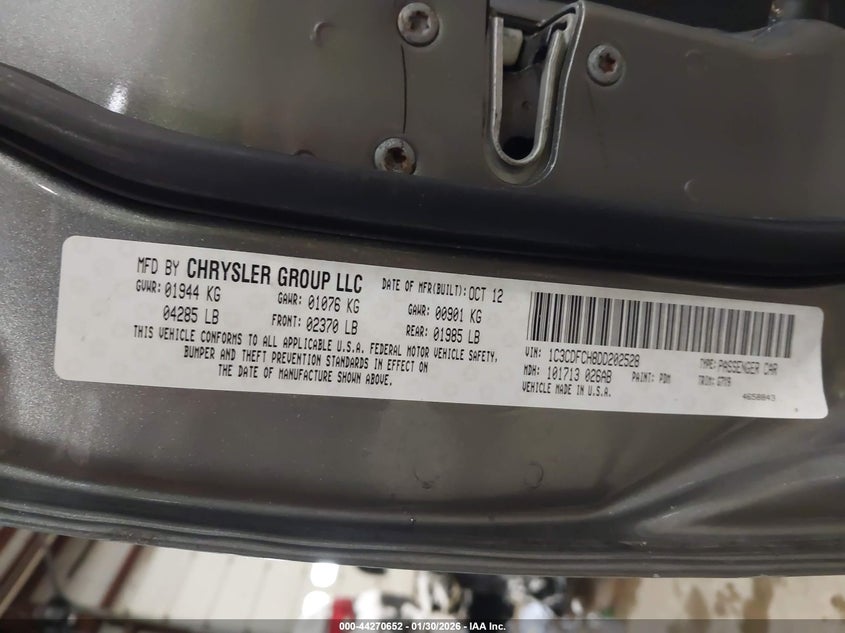 MFD BY CHRYSLER GROUP LLC DATE OF MFR(BUILT): OCT 12
GVWR: 01944 KG GAWR: 01076 KG GAWR: 00901 KG
04285 LB FRONT: 02370 LB REAR: 01985 LB
THIS VEHICLE CONFORMS TO ALL APPLICABLE U.S.A. FEDERAL MOTOR VEHICLE SAFETY,
BUMPER AND THEFT PREVENTION STANDARDS IN EFFECT ON
THE DATE OF MANUFACTURE SHOWN ABOVE.
VIN: 1C3CDFCH8DD202528 TYPE: PASSENGER CAR
MDH: 101713 026AB PAINT: PDM TRIM: G7X9
VEHICLE MADE IN U.S.A. 4658843
000-44270652 - 01/30/2026 - IAA Inc.